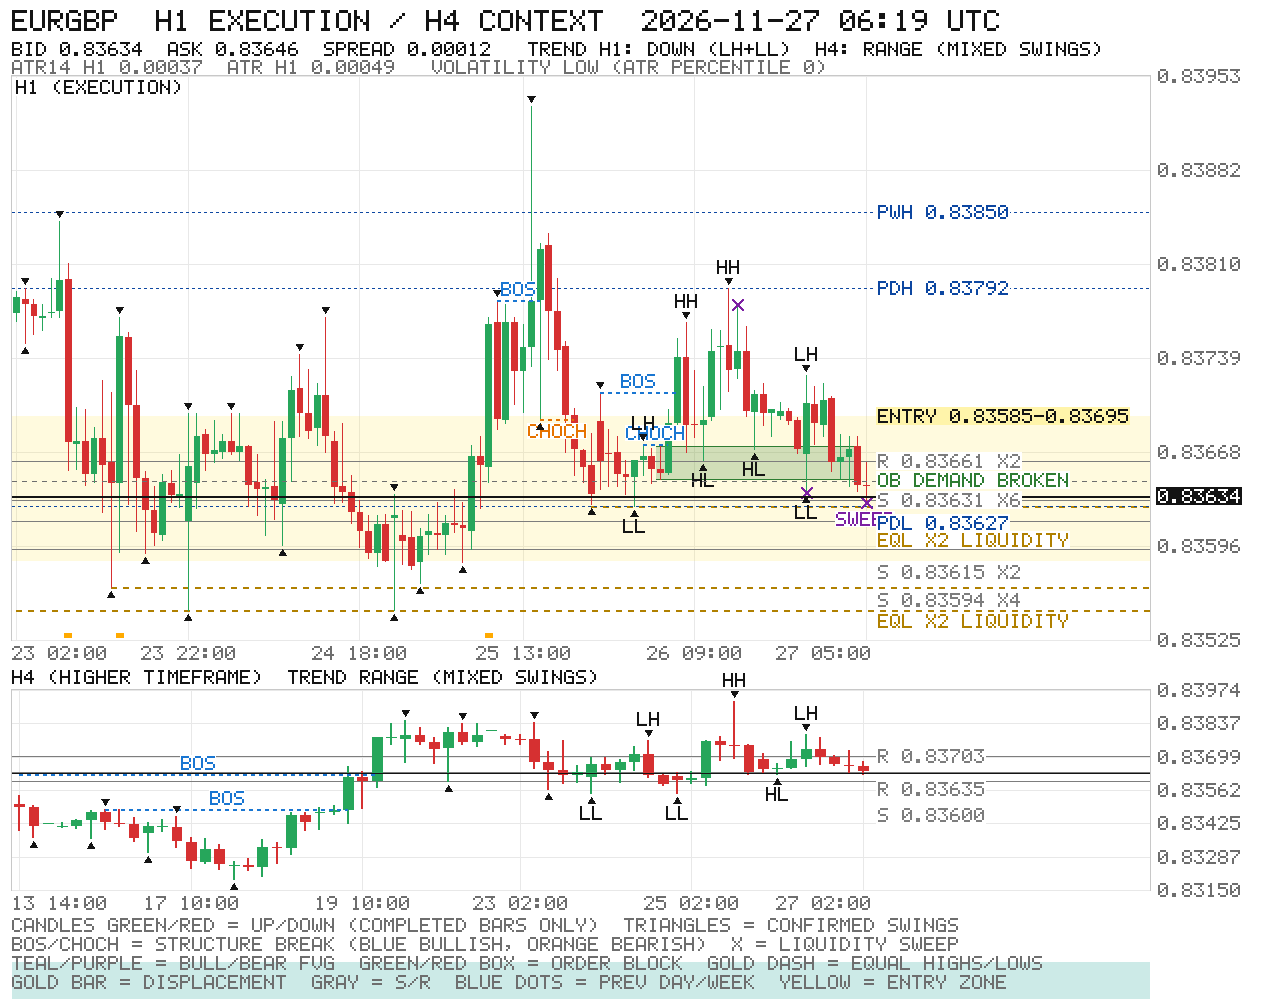 EURGBP  H1 EXECUTION / H4 CONTEXT  2026-11-27 06:19 UTC
BID 0.83634  ASK 0.83646  SPREAD 0.00012   TREND H1: DOWN (LH+LL)  H4: RANGE (MIXED SWINGS)
ATR14 H1 0.00037  ATR H1 0.00049   VOLATILITY LOW (ATR PERCENTILE 0)
0.83953
H1 (EXECUTION)
0.83882
PWH 0.83850
HH
0.83810
BOS
PDH 0.83792
HH
LH
0.83739
BOS
ENTRY 0.83585-0.83695
LH
CHOCH
CHOCH
0.83668
R 0.83661 X2
HL
HL
OB DEMAND BROKEN
0.83634
S 0.83631 X6
LL
LL
SWEEP
PDL 0.83627
EQL X2 LIQUIDITY
0.83596
S 0.83615 X2
S 0.83594 X4
EQL X2 LIQUIDITY
0.83525
23 02:00
23 22:00
24 18:00
25 13:00
26 09:00
27 05:00
H4 (HIGHER TIMEFRAME)  TREND RANGE (MIXED SWINGS)
HH
0.83974
LH
LH
0.83837
BOS
R 0.83703
0.83699
R 0.83635
0.83562
BOS
HL
LL
LL
S 0.83600
0.83425
0.83287
0.83150
13 14:00
17 10:00
19 10:00
23 02:00
25 02:00
27 02:00
CANDLES GREEN/RED = UP/DOWN (COMPLETED BARS ONLY)  TRIANGLES = CONFIRMED SWINGS
BOS/CHOCH = STRUCTURE BREAK (BLUE BULLISH, ORANGE BEARISH)  X = LIQUIDITY SWEEP
TEAL/PURPLE = BULL/BEAR FVG  GREEN/RED BOX = ORDER BLOCK  GOLD DASH = EQUAL HIGHS/LOWS
GOLD BAR = DISPLACEMENT  GRAY = S/R  BLUE DOTS = PREV DAY/WEEK  YELLOW = ENTRY ZONE